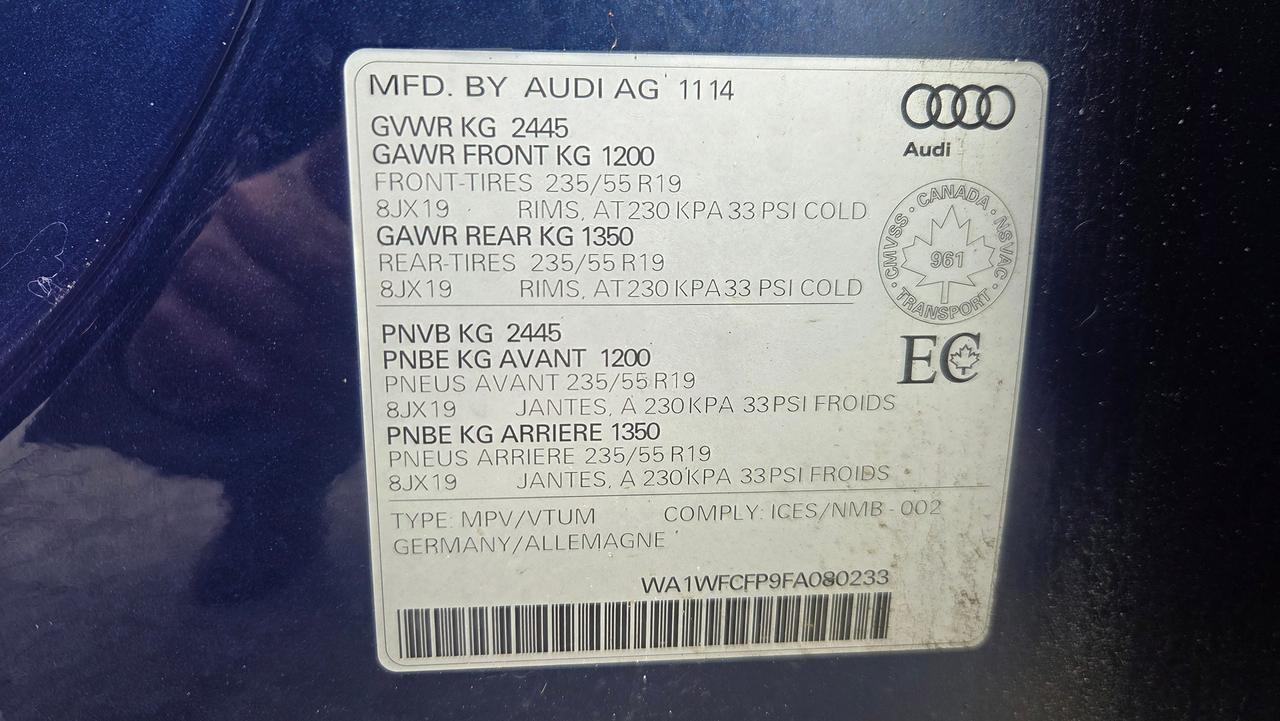 MFD. BY AUDI AG 1114
Audi
GVWR KG 2445
GAWR FRONT KG 1200
FRONT-TIRES 235/55 R19
8JX19 RIMS, AT 230 KPA 33 PSI COLD
GAWR REAR KG 1350
REAR-TIRES 235/55 R19
8JX19 RIMS, AT 230 KPA 33 PSI COLD
CANADA · NSVAC · TRANSPORT · CMVSS
961
PNVB KG 2445
PNBE KG AVANT 1200
PNEUS AVANT 235/55 R19
8JX19 JANTES, A 230 KPA 33 PSI FROIDS
EC
PNBE KG ARRIERE 1350
PNEUS ARRIERE 235/55 R19
8JX19 JANTES, A 230 KPA 33 PSI FROIDS
TYPE: MPV/VTUM COMPLY: ICES/NMB - 002
GERMANY/ALLEMAGNE
WA1WFCFP9FA080233